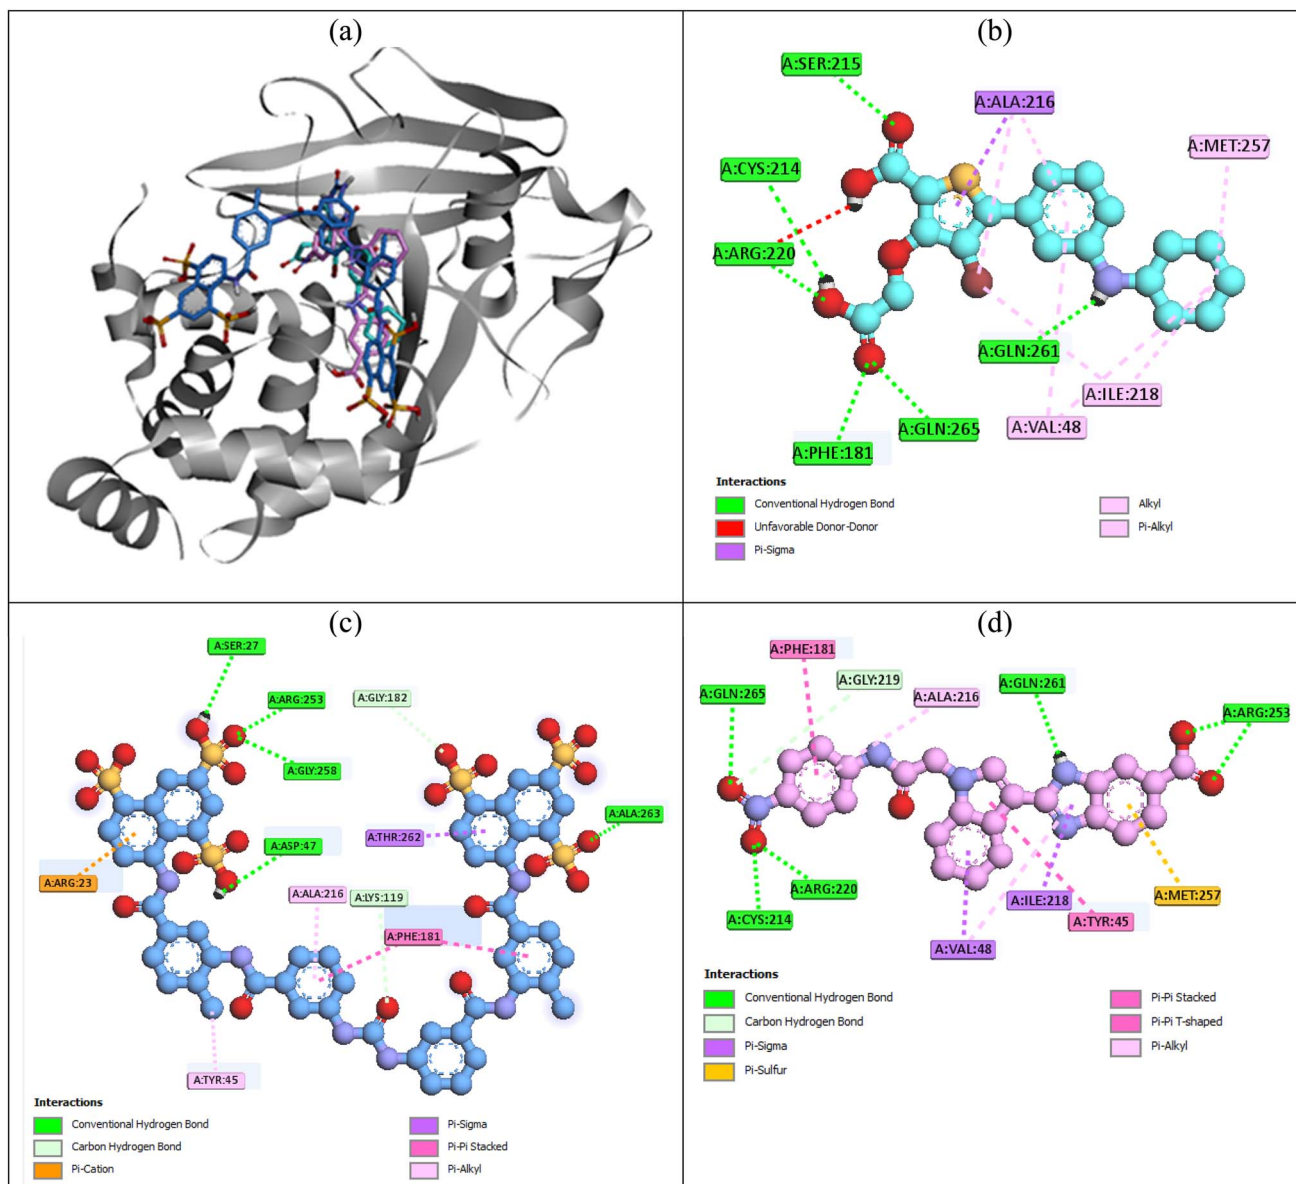 (a)
(b)
A:SER:215
A:ALA:216
A:MET:257
A:CYS:214
A:ARG:220
A:GLN:261
A:ILE:218
A:VAL:48
A:GLN:265
A:PHE:181
Interactions
Conventional Hydrogen Bond
Unfavorable Donor-Donor
Pi-Sigma
Alkyl
Pi-Alkyl
(c)
A:SER:27
A:ARG:253
A:GLY:182
A:GLY:258
A:ALA:263
A:THR:262
A:ASP:47
A:ARG:23
A:ALA:216
A:LYS:119
A:PHE:181
A:TYR:45
Interactions
Conventional Hydrogen Bond
Carbon Hydrogen Bond
Pi-Cation
Pi-Sigma
Pi-Pi Stacked
Pi-Alkyl
(d)
A:PHE:181
A:GLY:219
A:GLN:261
A:GLN:265
A:ALA:216
A:ARG:253
A:ARG:220
A:CYS:214
A:ILE:218
A:MET:257
A:TYR:45
A:VAL:48
Interactions
Conventional Hydrogen Bond
Carbon Hydrogen Bond
Pi-Sigma
Pi-Sulfur
Pi-Pi Stacked
Pi-Pi T-shaped
Pi-Alkyl